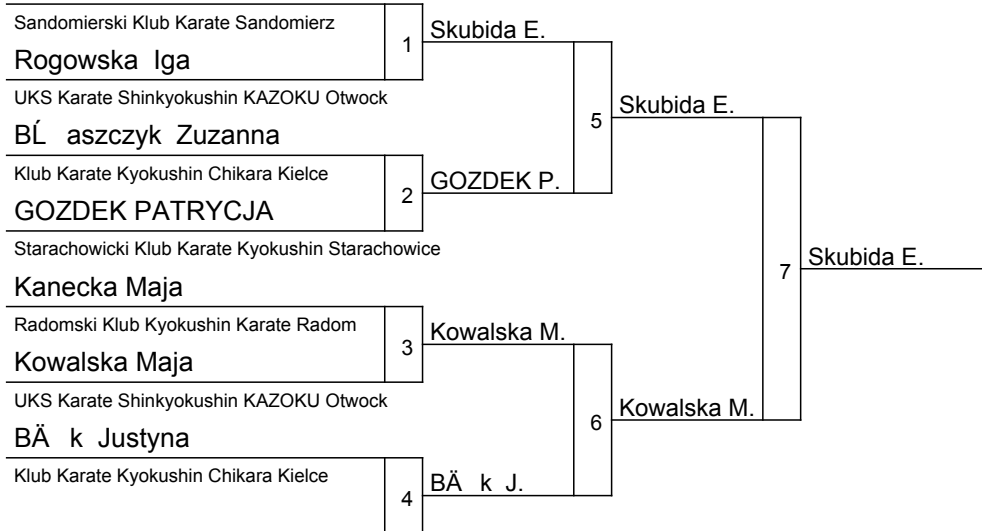 Sandomierski Klub Karate Sandomierz
Rogowska Iga
UKS Karate Shinkyokushin KAZOKU Otwock
BĹ aszczyk Zuzanna
Klub Karate Kyokushin Chikara Kielce
GOZDEK PATRYCJA
Starachowicki Klub Karate Kyokushin Starachowice
Kanecka Maja
Radomski Klub Kyokushin Karate Radom
Kowalska Maja
UKS Karate Shinkyokushin KAZOKU Otwock
BÄ k Justyna
Klub Karate Kyokushin Chikara Kielce
1
2
3
4
Skubida E.
GOZDEK P.
Kowalska M.
BÄ k J.
5
6
Skubida E.
Kowalska M.
7
Skubida E.